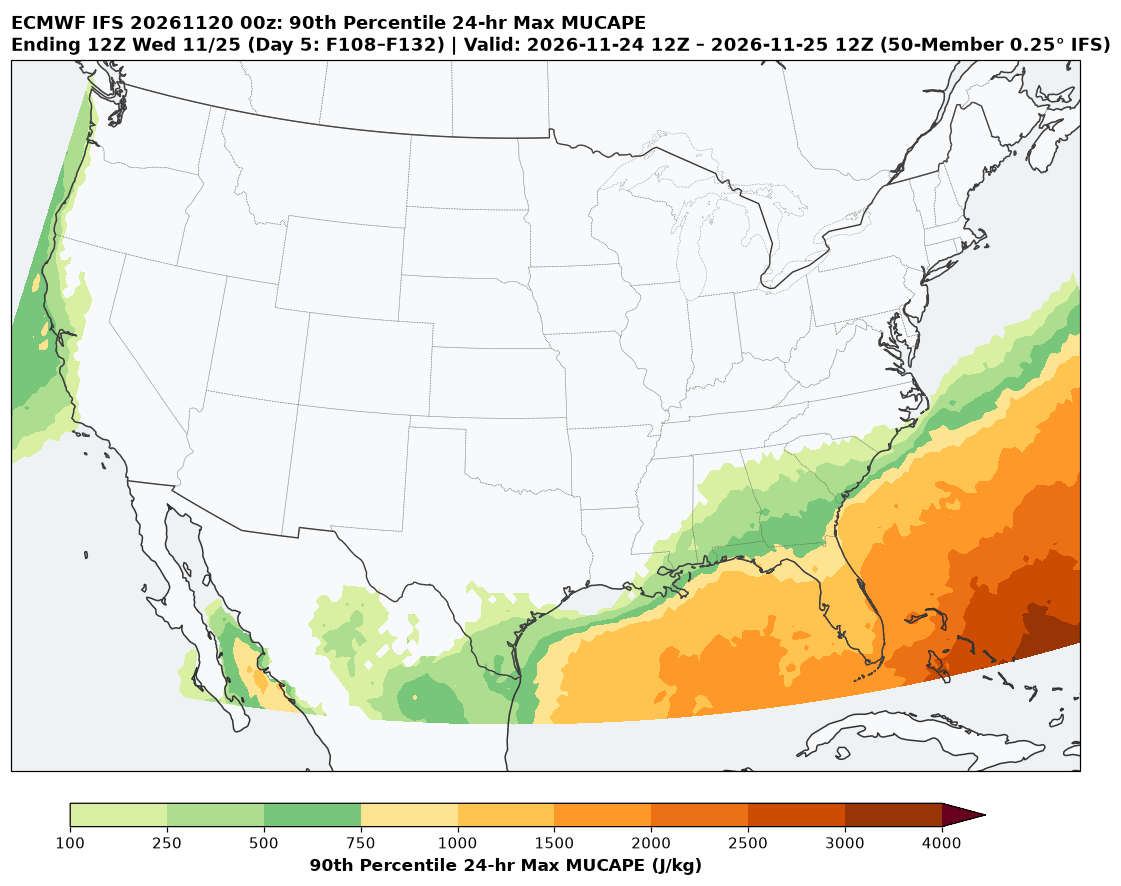 ECMWF IFS 20261120 00z: 90th Percentile 24-hr Max MUCAPE
Ending 12Z Wed 11/25 (Day 5: F108–F132) | Valid: 2026-11-24 12Z – 2026-11-25 12Z (50-Member 0.25° IFS)
100 250 500 750 1000 1500 2000 2500 3000 4000
90th Percentile 24-hr Max MUCAPE (J/kg)